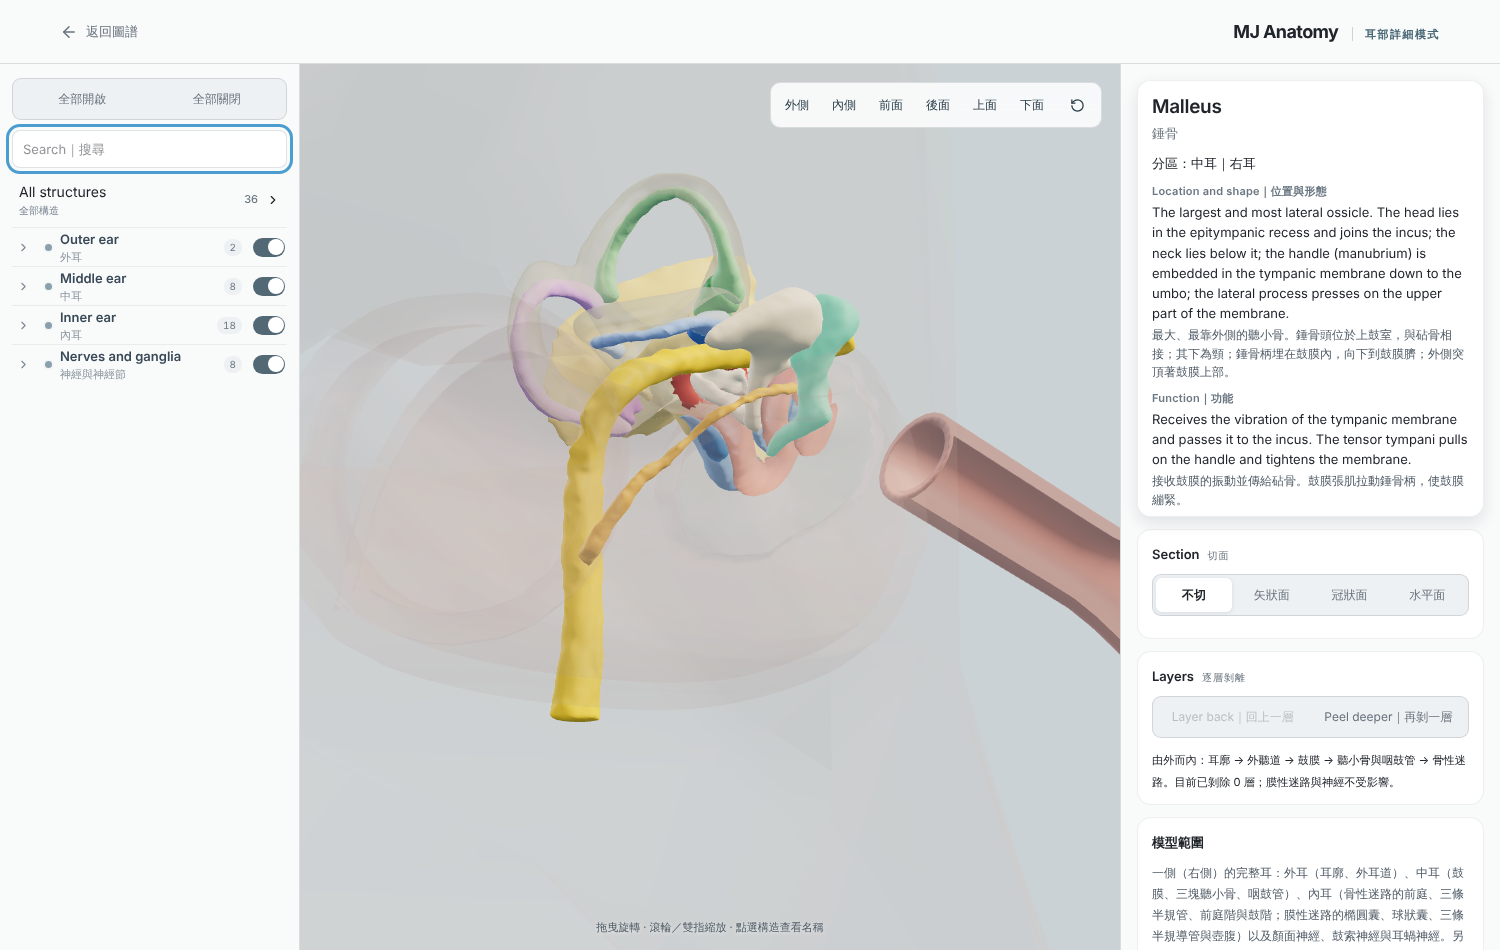 返回圖譜
MJ Anatomy
耳部詳細模式
全部開啟
全部關閉
Search｜搜尋
All structures
全部構造
36
Outer ear
外耳
2
Middle ear
中耳
8
Inner ear
內耳
18
Nerves and ganglia
神經與神經節
8
外側
內側
前面
後面
上面
下面
拖曳旋轉 · 滾輪／雙指縮放 · 點選構造查看名稱
Malleus
錘骨
分區：中耳｜右耳
Location and shape｜位置與形態
The largest and most lateral ossicle. The head lies
in the epitympanic recess and joins the incus; the
neck lies below it; the handle (manubrium) is
embedded in the tympanic membrane down to the
umbo; the lateral process presses on the upper
part of the membrane.
最大、最靠外側的聽小骨。錘骨頭位於上鼓室，與砧骨相
接；其下為頸；錘骨柄埋在鼓膜內，向下到鼓膜臍；外側突
頂著鼓膜上部。
Function｜功能
Receives the vibration of the tympanic membrane
and passes it to the incus. The tensor tympani pulls
on the handle and tightens the membrane.
接收鼓膜的振動並傳給砧骨。鼓膜張肌拉動錘骨柄，使鼓膜
繃緊。
Section 切面
不切
矢狀面
冠狀面
水平面
Layers 逐層剝離
Layer back｜回上一層
Peel deeper｜再剝一層
由外而內：耳廓 → 外聽道 → 鼓膜 → 聽小骨與咽鼓管 → 骨性迷
路。目前已剝除 0 層；膜性迷路與神經不受影響。
模型範圍
一側（右側）的完整耳：外耳（耳廓、外耳道）、中耳（鼓
膜、三塊聽小骨、咽鼓管）、內耳（骨性迷路的前庭、三條
半規管、前庭階與鼓階；膜性迷路的橢圓囊、球狀囊、三條
半規導管與壺腹）以及顏面神經、鼓索神經與耳蝸神經。另